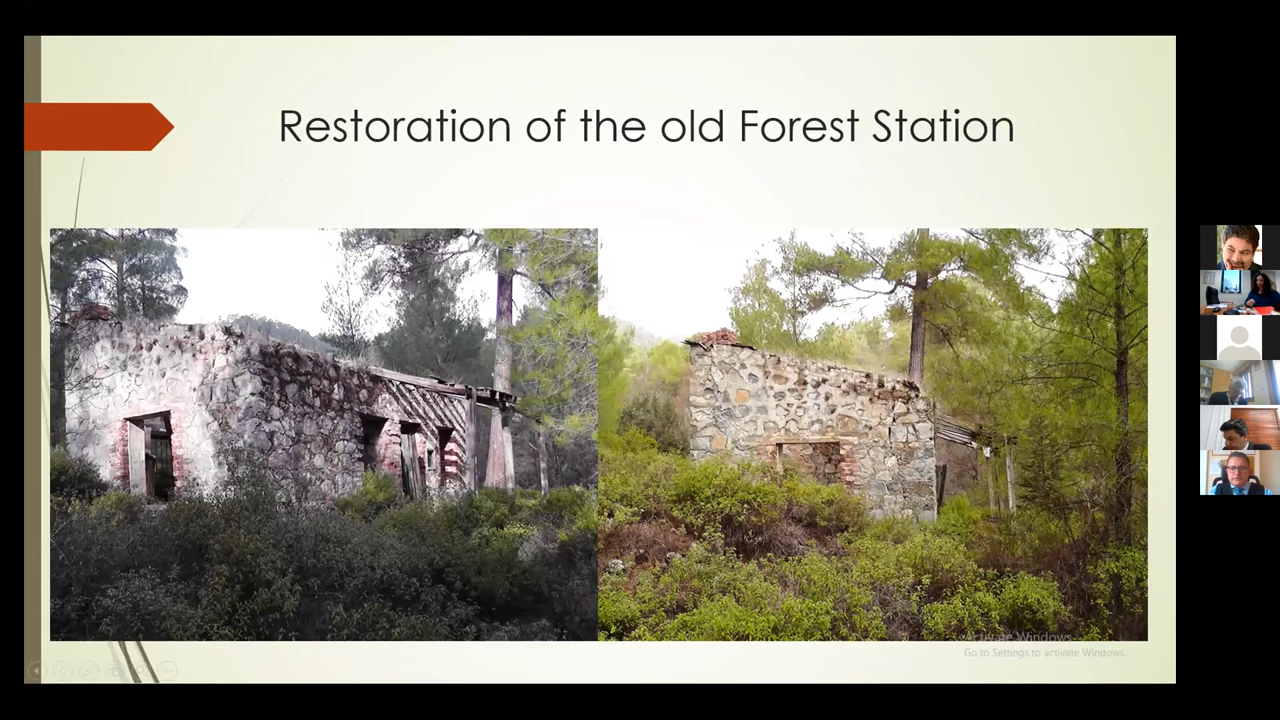 Restoration of the old Forest Station
Activate Windows
Go to Settings to activate Windows.